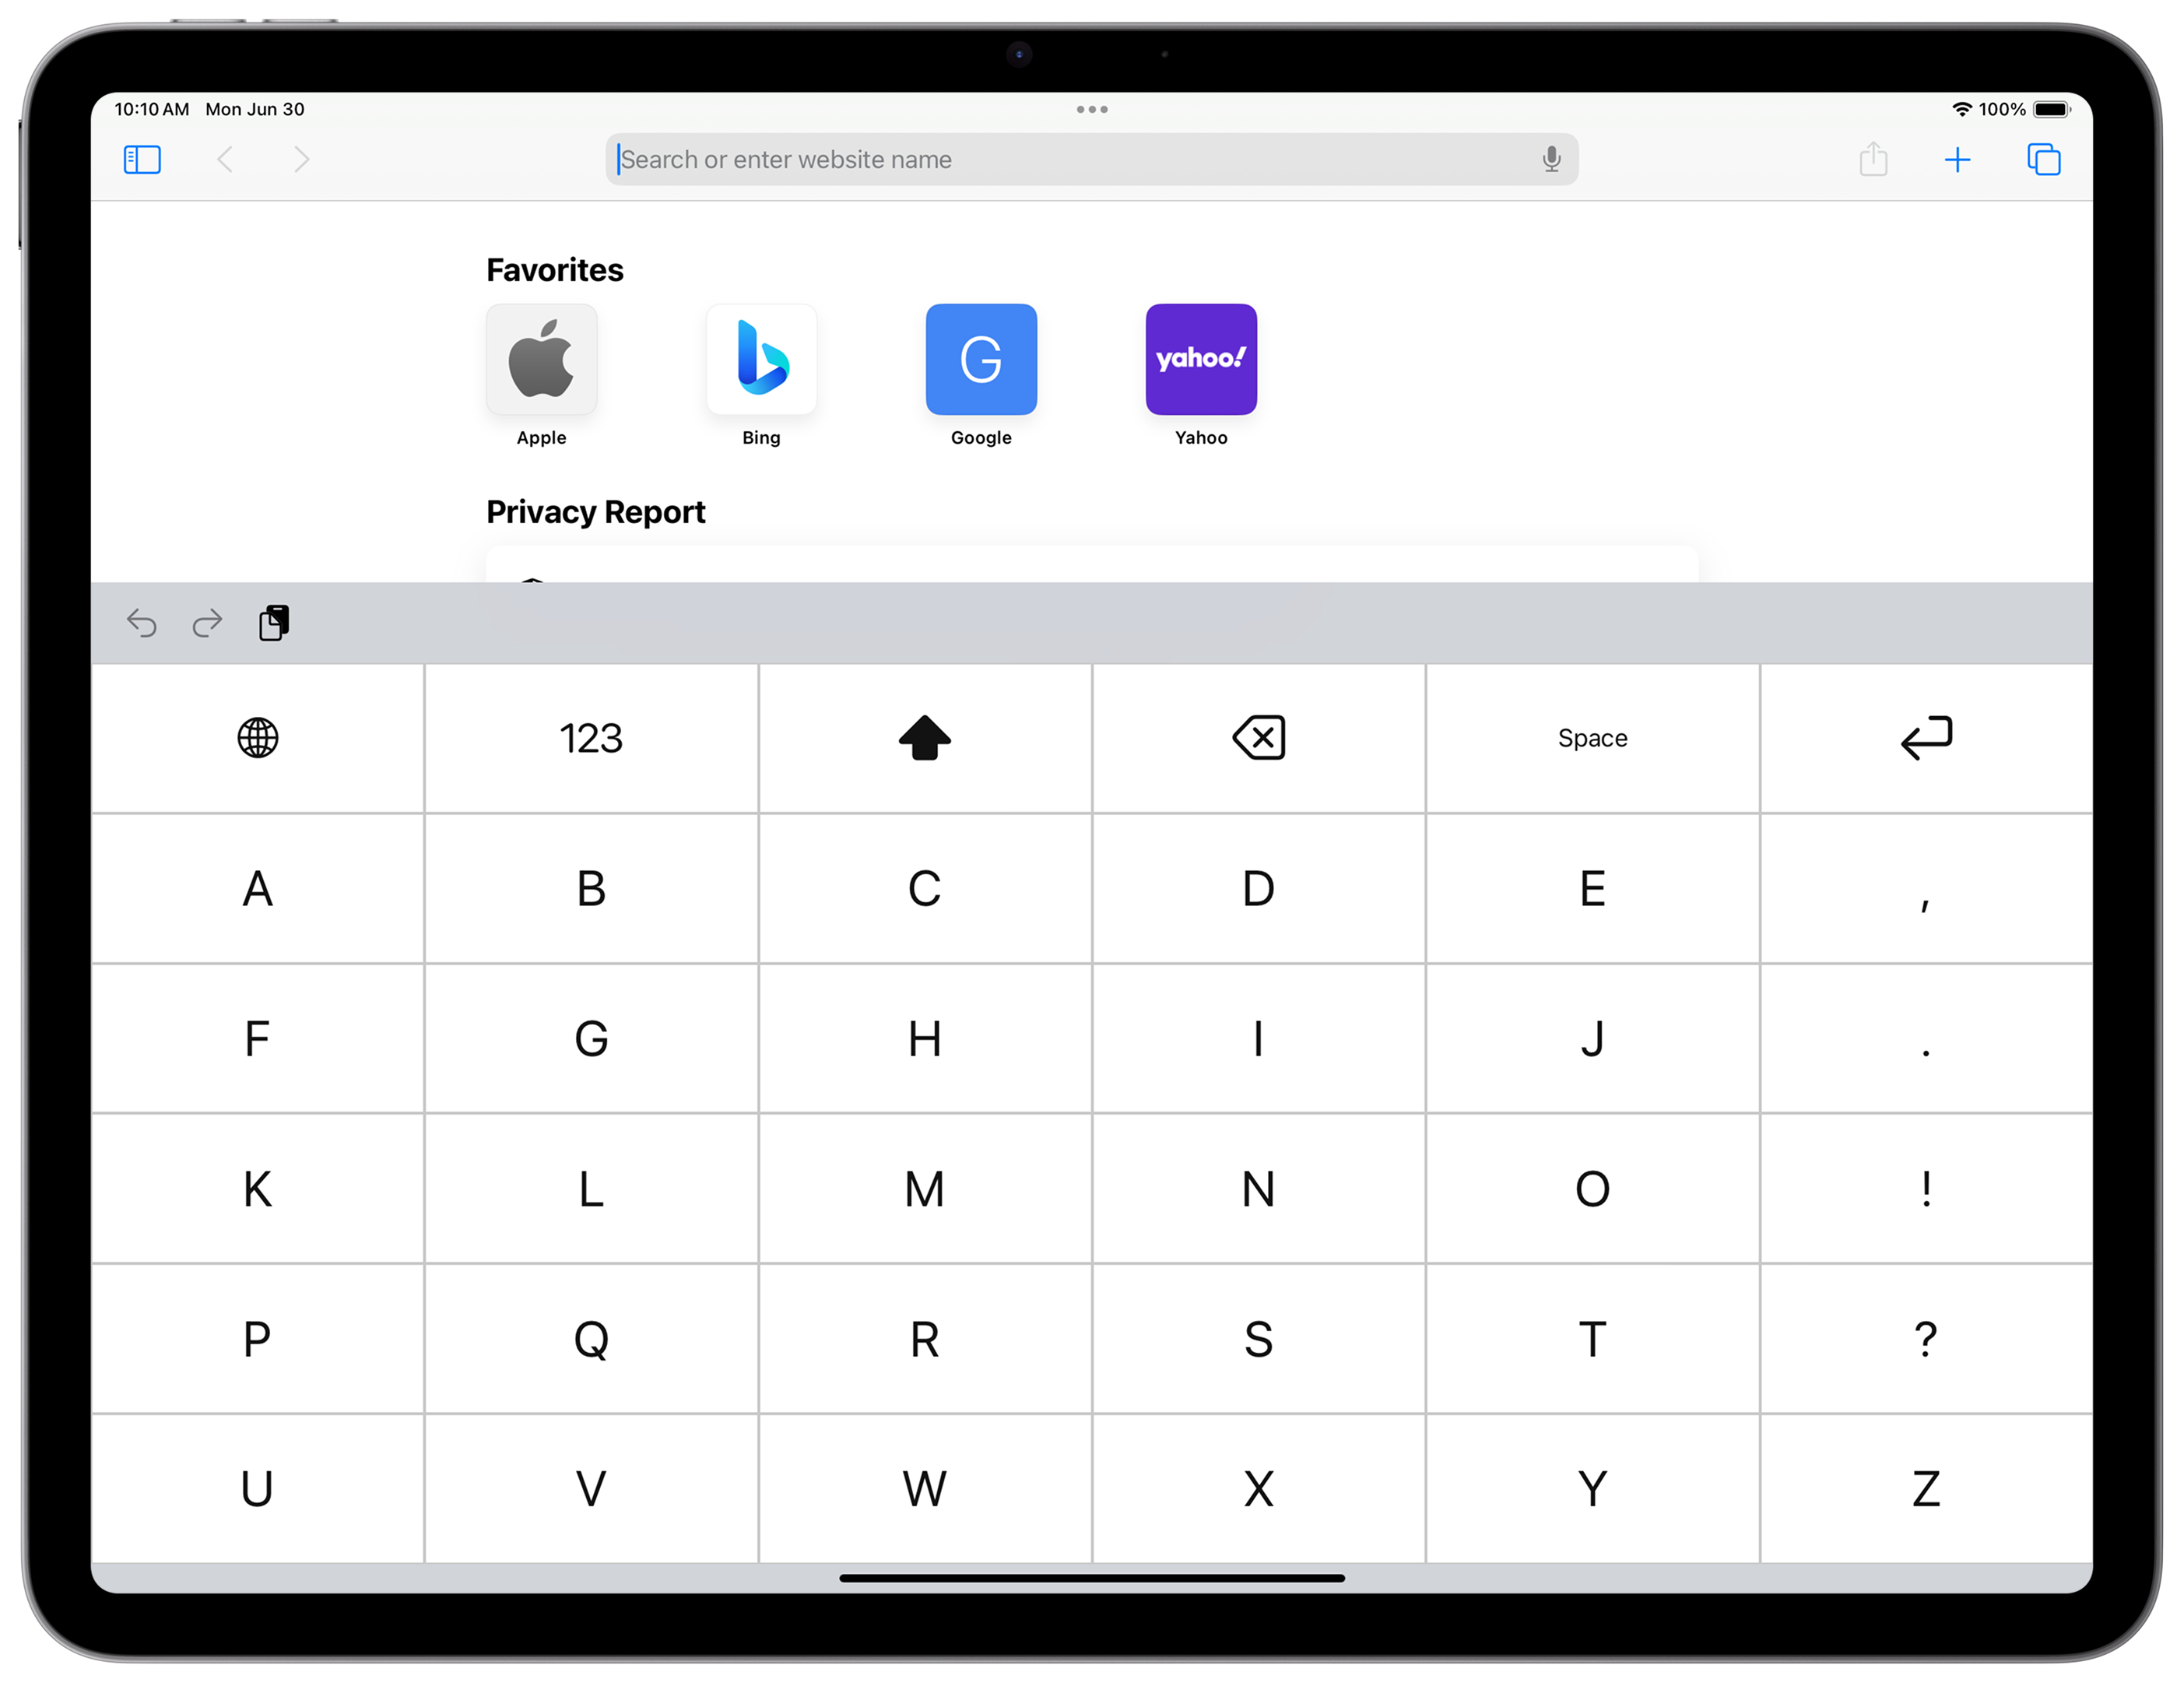 10:10 AM Mon Jun 30 100%
Search or enter website name
Favorites
yahoo!
G
Apple Bing Google Yahoo
Privacy Report
123 Space
A B C D E ,
F G H I J .
K L M N O !
P Q R S T ?
U V W X Y Z